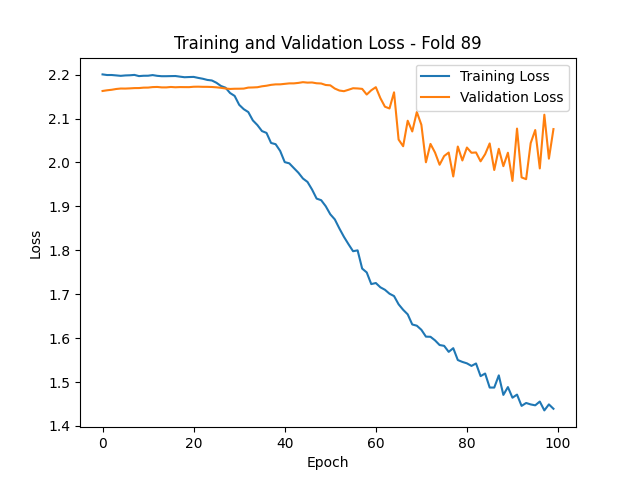 Training and Validation Loss - Fold 89
Training Loss
Validation Loss
2.2
2.1
2.0
1.9
1.8
1.7
1.6
1.5
1.4
Loss
0 20 40 60 80 100
Epoch